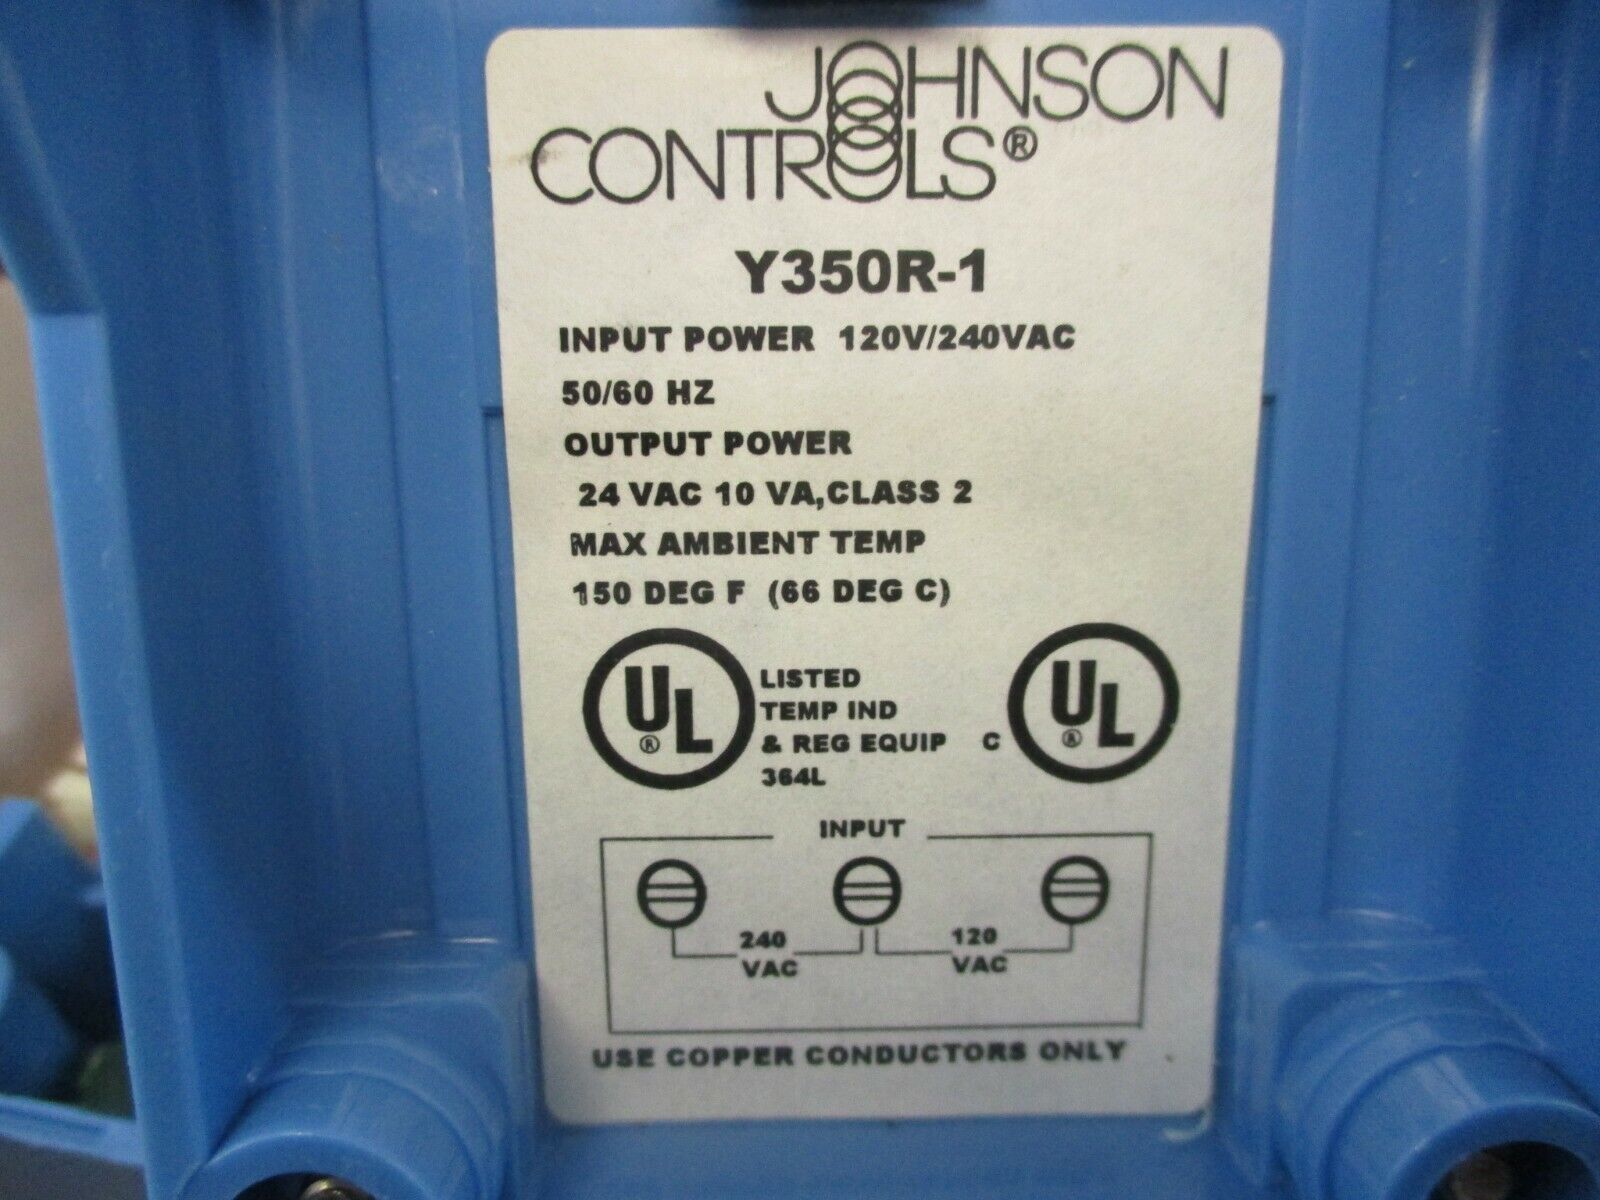 JOHNSON
CONTROLS®
Y350R-1
INPUT POWER 120V/240VAC
50/60 HZ
OUTPUT POWER
24 VAC 10 VA,CLASS 2
MAX AMBIENT TEMP
150 DEG F (66 DEG C)
UL®
LISTED
TEMP IND
& REG EQUIP
364L
C UL®
INPUT
240
VAC
120
VAC
USE COPPER CONDUCTORS ONLY